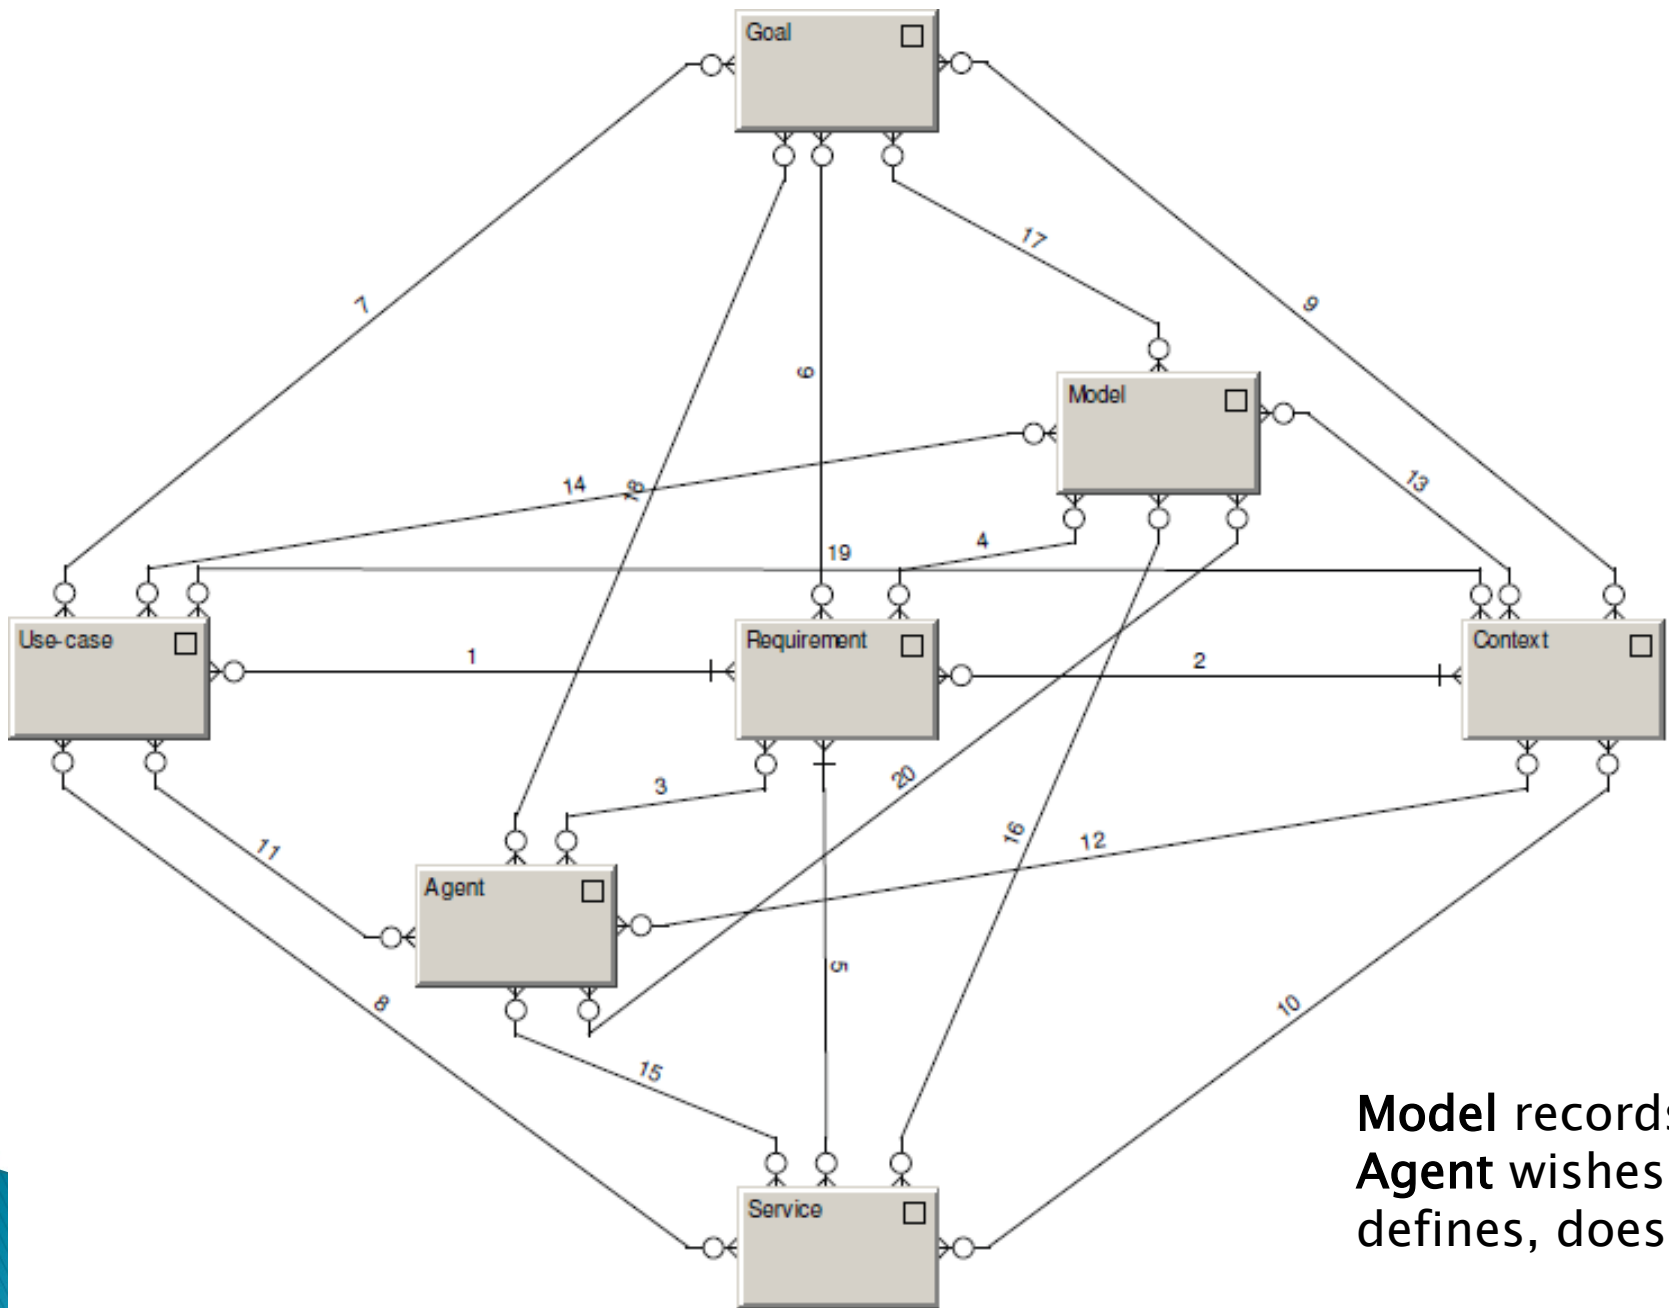 Goal
7
17
9
6
Model
14
18
13
4
19
Use-case
Requirement
Context
1
2
3
20
16
12
11
Agent
5
8
10
15
Model records
Agent wishes
defines, does
Service